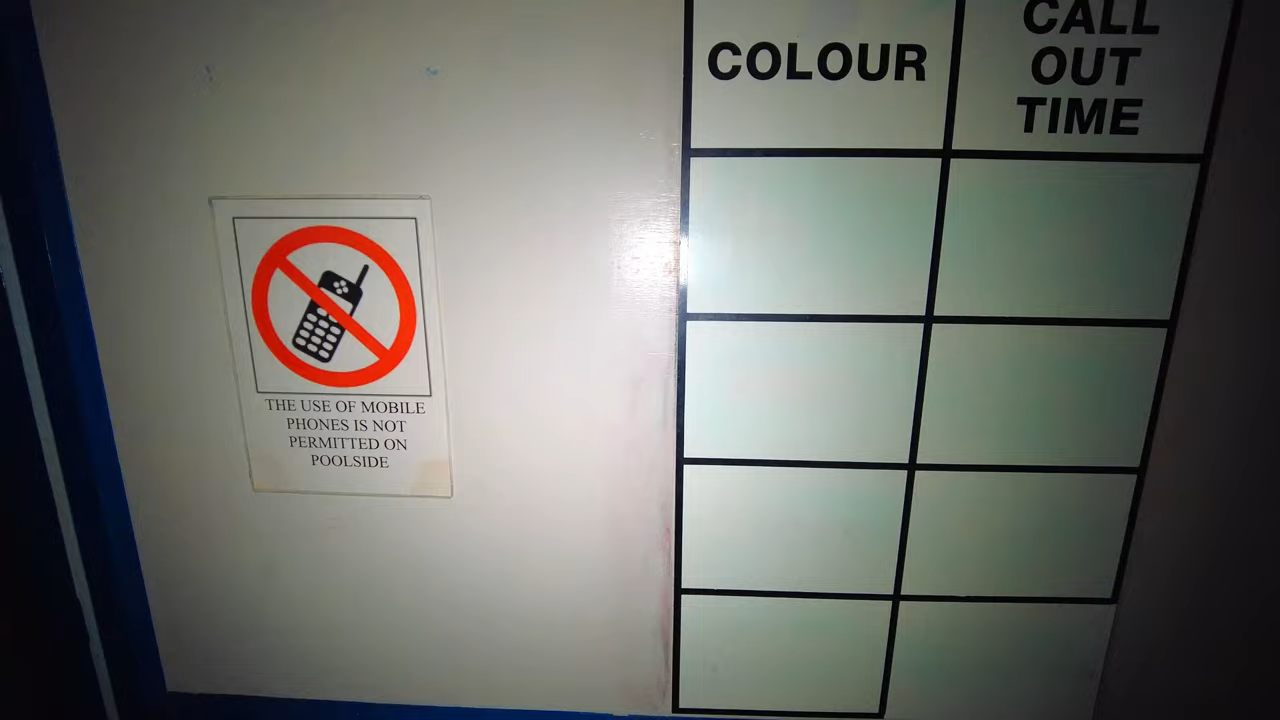 COLOUR
CALL
OUT
TIME
THE USE OF MOBILE
PHONES IS NOT
PERMITTED ON
POOLSIDE